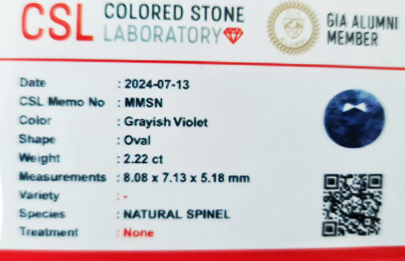 CSL COLORED STONE
LABORATORY
GIA ALUMNI
MEMBER
Date : 2024-07-13
CSL Memo No : MMSN
Color : Grayish Violet
Shape : Oval
Weight : 2.22 ct
Measurements : 8.08 x 7.13 x 5.18 mm
Variety : -
Species : NATURAL SPINEL
Treatment : None